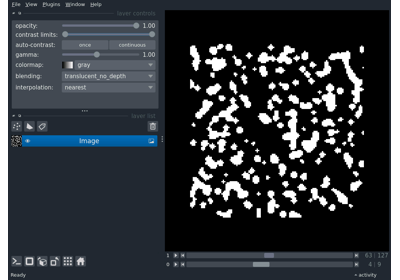 File View Plugins Window Help
layer controls
opacity: 1.00
contrast limits:
auto-contrast: once continuous
gamma: 1.00
colormap: gray
blending: translucent_no_depth
interpolation: nearest
layer list
Image
1 63 127
0 4 9
Ready activity